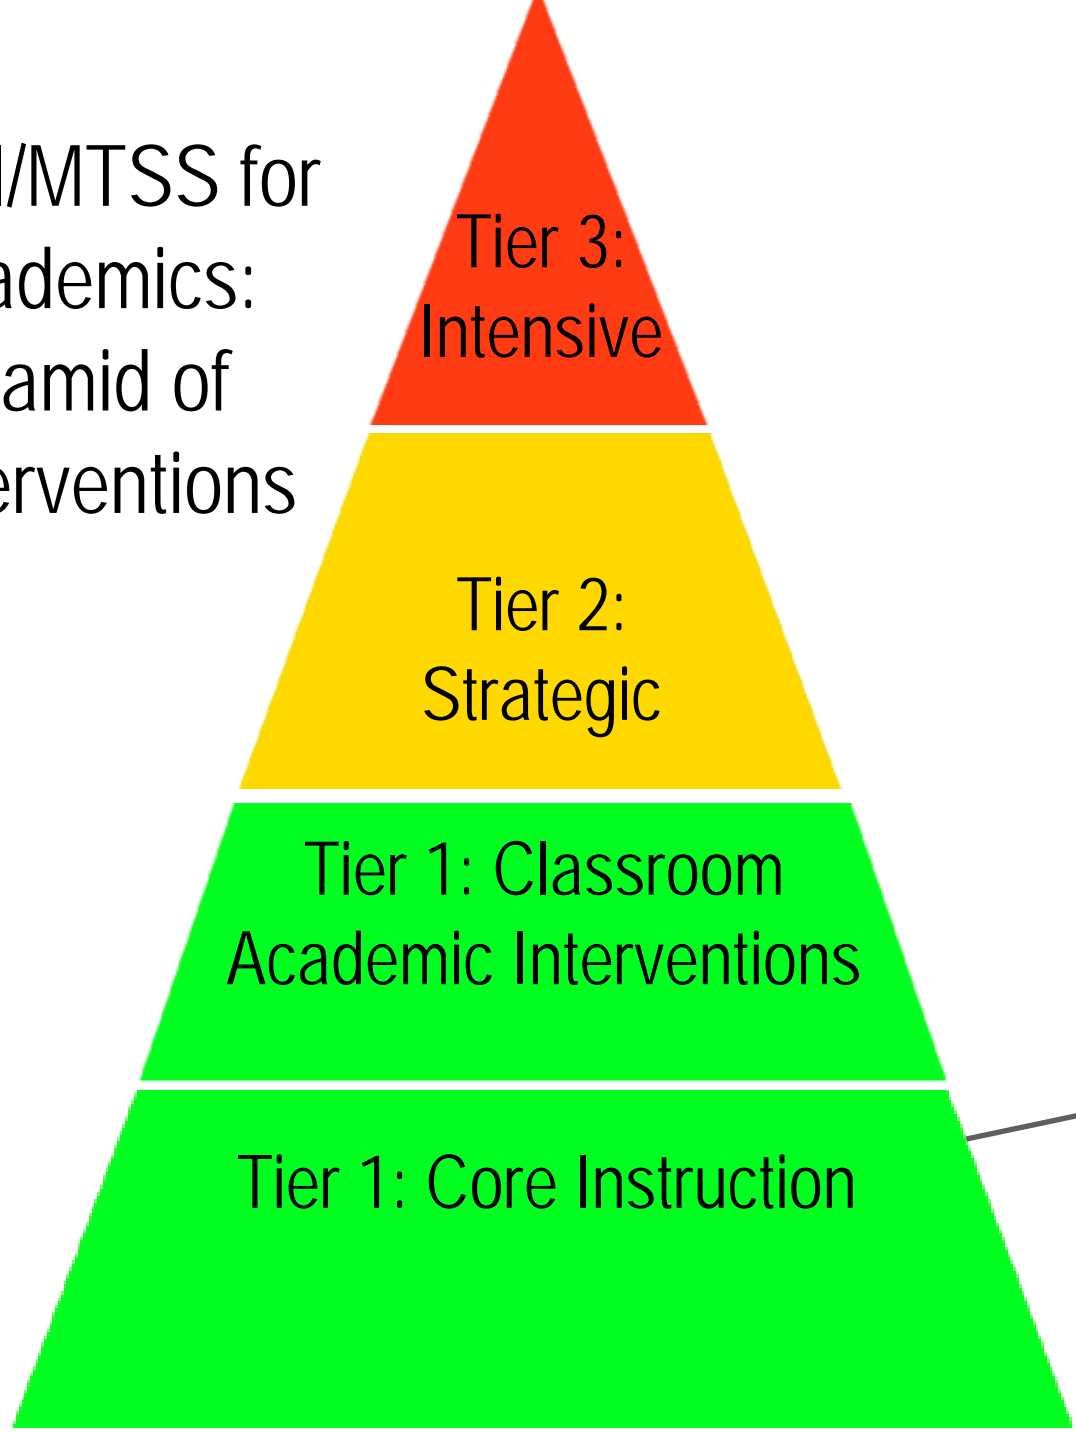 I/MTSS for
ademics:
amid of
erventions
Tier 3:
Intensive
Tier 2:
Strategic
Tier 1: Classroom
Academic Interventions
Tier 1: Core Instruction